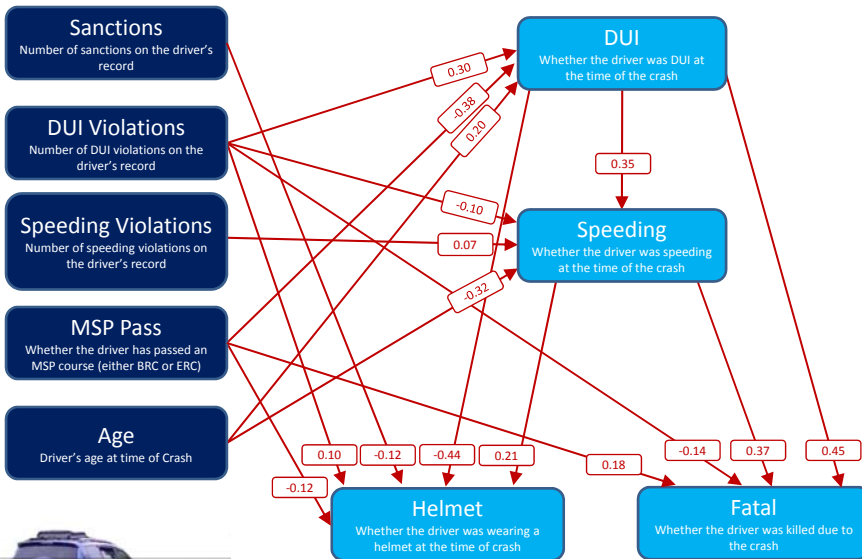 Sanctions
Number of sanctions on the driver's
record
DUI Violations
Number of DUI violations on the
driver's record
Speeding Violations
Number of speeding violations on
the driver's record
MSP Pass
Whether the driver has passed an
MSP course (either BRC or ERC)
Age
Driver's age at time of Crash
DUI
Whether the driver was DUI at
the time of the crash
0.30
-0.38
0.20
0.35
-0.10
0.07
-0.32
Speeding
Whether the driver was speeding
at the time of the crash
0.10
-0.12
-0.44
0.21
0.18
-0.14
0.37
0.45
-0.12
Helmet
Whether the driver was wearing a
helmet at the time of crash
Fatal
Whether the driver was killed due to
the crash